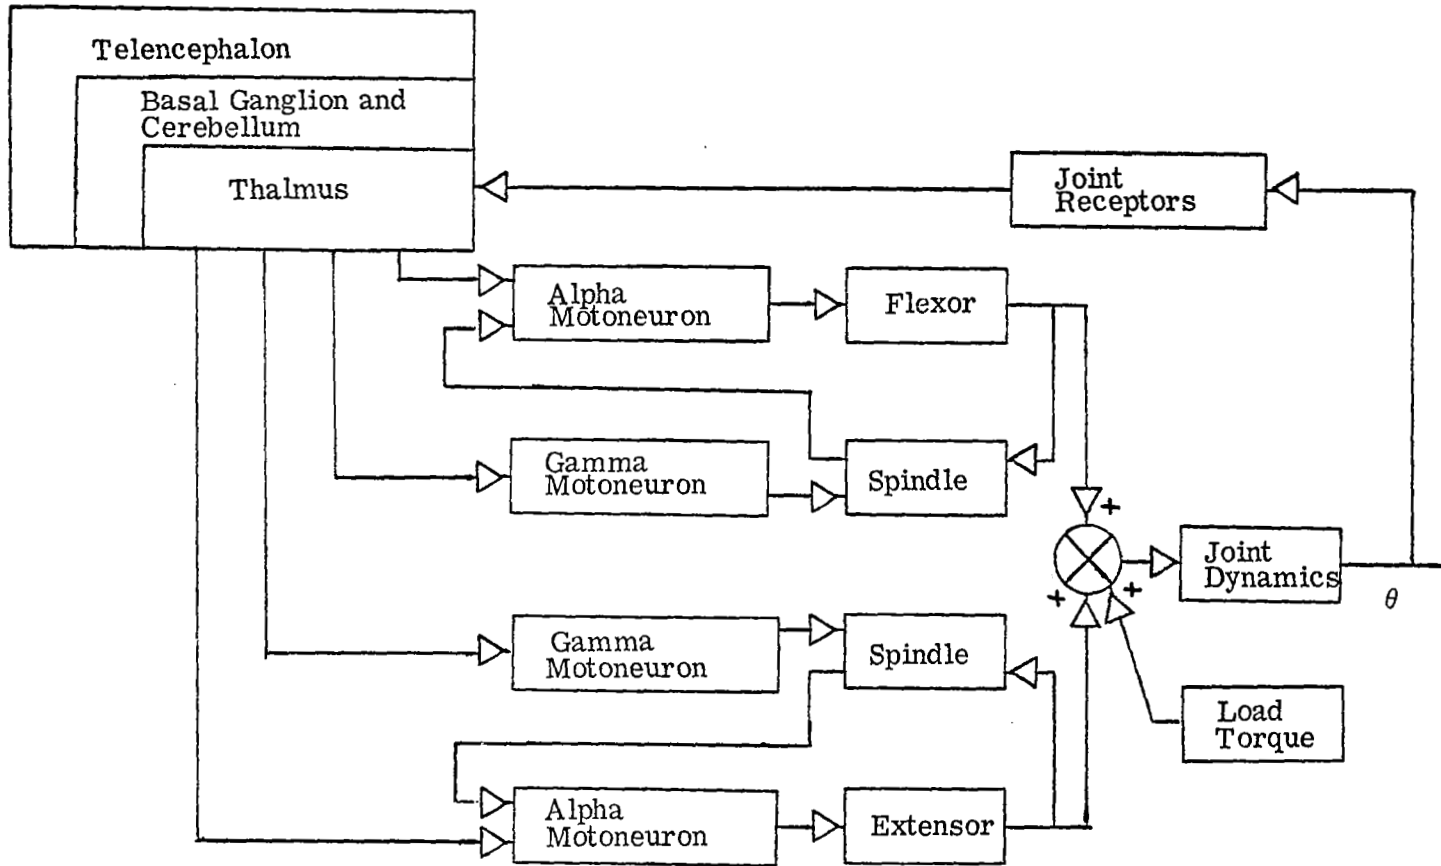 Telencephalon
Basal Ganglion and
Cerebellum
Thalmus
Joint
Receptors
Alpha
Motoneuron
Flexor
Gamma
Motoneuron
Spindle
+
+
+
Joint
Dynamics
θ
Gamma
Motoneuron
Spindle
Load
Torque
Alpha
Motoneuron
Extensor